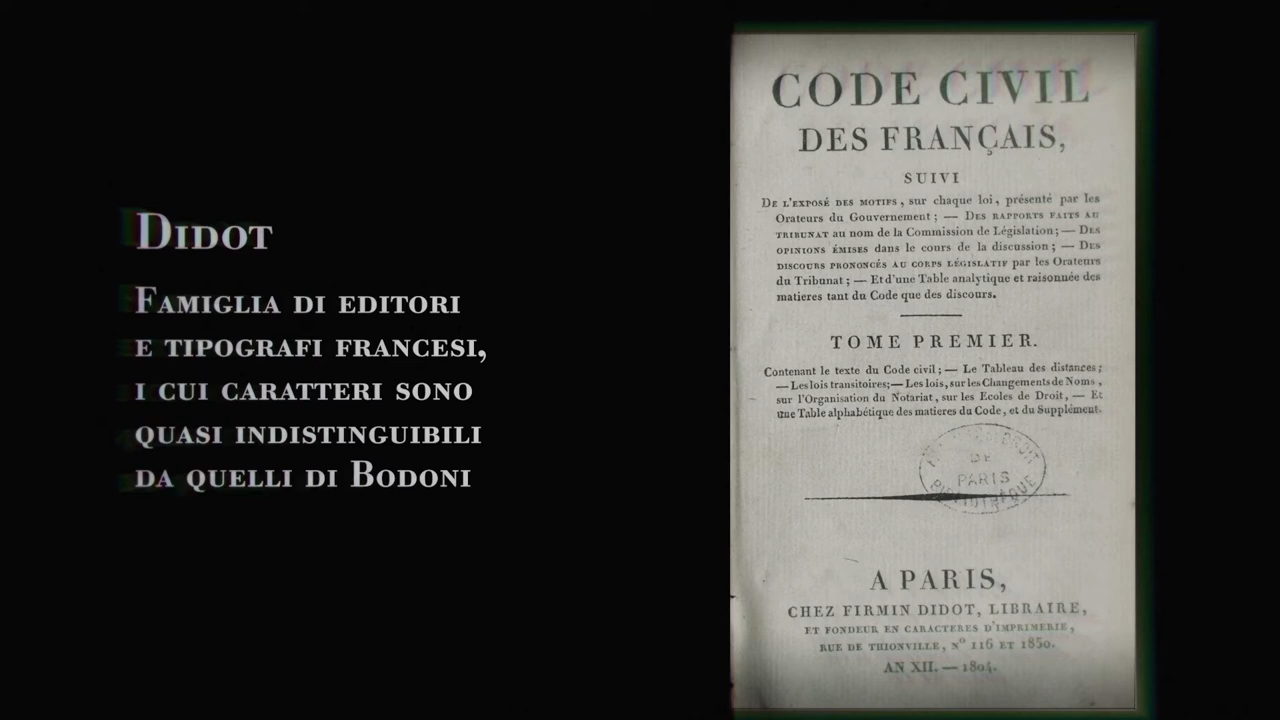 Didot
Famiglia di editori
e tipografi francesi,
i cui caratteri sono
quasi indistinguibili
da quelli di Bodoni
CODE CIVIL
DES FRANÇAIS,
SUIVI
De l'exposé des motifs, sur chaque loi, présenté par les
Orateurs du Gouvernement; — Des rapports faits au
tribunat au nom de la Commission de Législation; — Des
opinions émises dans le cours de la discussion; — Des
discours prononcés au corps législatif par les Orateurs
du Tribunat; — Et d'une Table analytique et raisonnée des
matieres tant du Code que des discours.
TOME PREMIER.
Contenant le texte du Code civil; — Le Tableau des distances;
— Les lois transitoires; — Les lois, sur les Changements de Noms,
sur l'Organisation du Notariat, sur les Ecoles de Droit, — Et
une Table alphabétique des matieres du Code, et du Supplément.
DE
PARIS
A PARIS,
CHEZ FIRMIN DIDOT, LIBRAIRE,
ET FONDEUR EN CARACTERES D'IMPRIMERIE,
RUE DE THIONVILLE, Nº 116 ET 1850.
AN XII. — 1804.